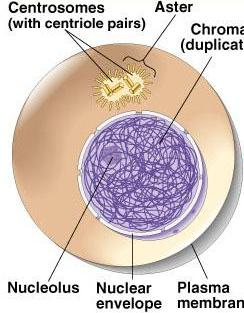 Centrosomes
(with centriole pairs)
Aster
Chroma
(duplicat
Nucleolus
Nuclear
envelope
Plasma
membran